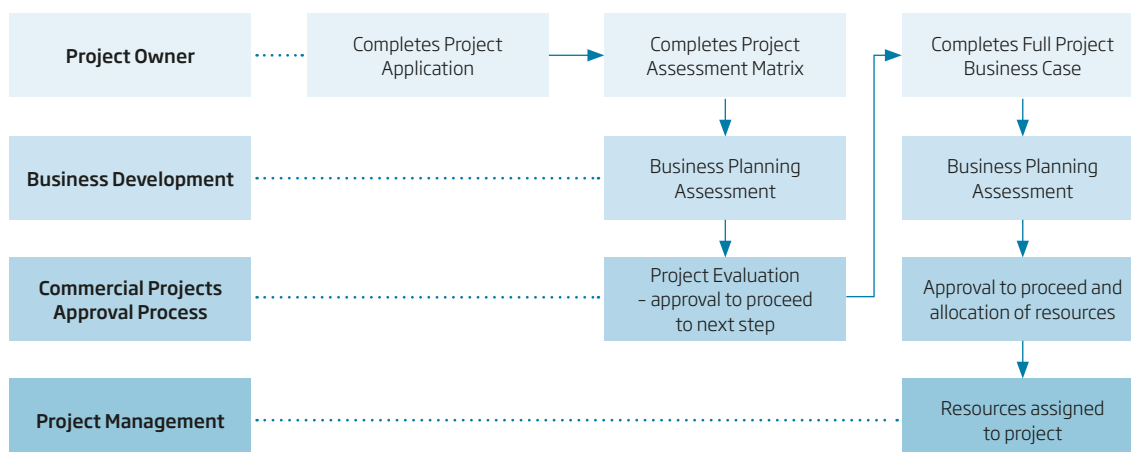 Project Owner
Completes Project
Application
Completes Project
Assessment Matrix
Completes Full Project
Business Case
Business Development
Business Planning
Assessment
Business Planning
Assessment
Commercial Projects
Approval Process
Project Evaluation
– approval to proceed
to next step
Approval to proceed and
allocation of resources
Project Management
Resources assigned
to project